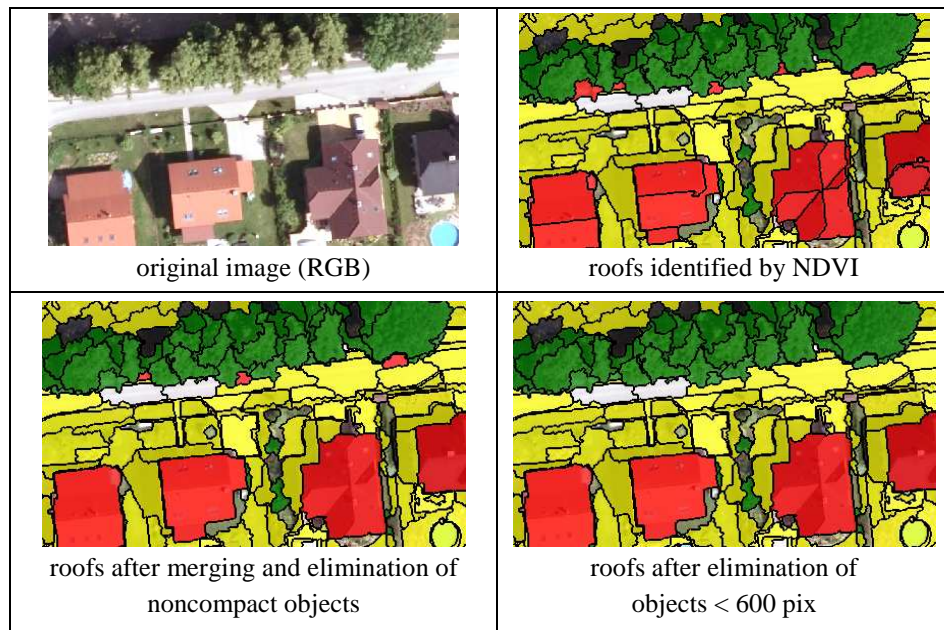 original image (RGB)
roofs identified by NDVI
roofs after merging and elimination of
noncompact objects
roofs after elimination of
objects < 600 pix